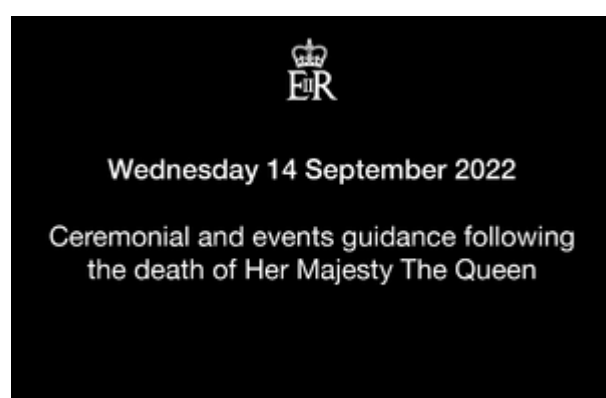 EIIR
Wednesday 14 September 2022
Ceremonial and events guidance following
the death of Her Majesty The Queen